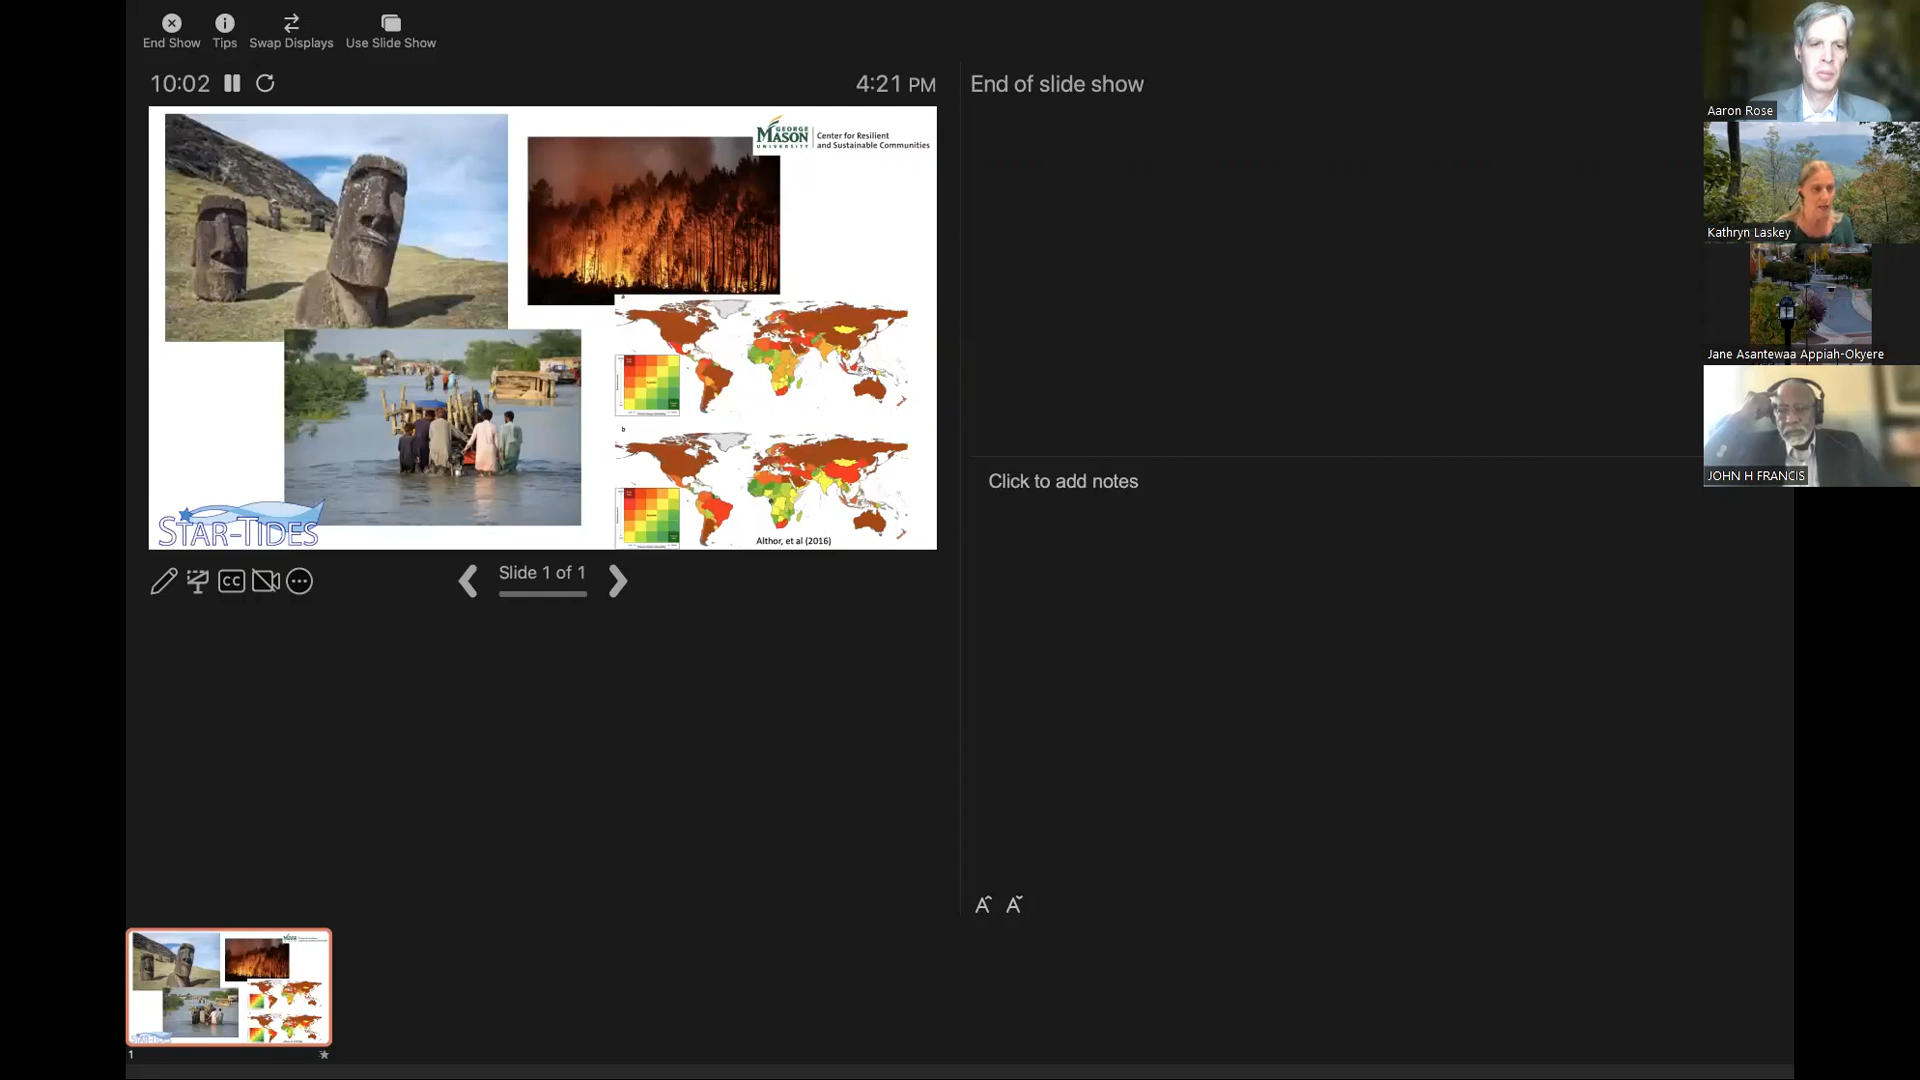 End Show
Tips
Swap Displays
Use Slide Show
10:02
4:21 PM
End of slide show
GEORGE
MASON
UNIVERSITY
Center for Resilient
and Sustainable Communities
a
b
Althor, et al (2016)
STAR-TIDES
CC
Slide 1 of 1
Click to add notes
A A
1
Aaron Rose
Kathryn Laskey
Jane Asantewaa Appiah-Okyere
JOHN H FRANCIS